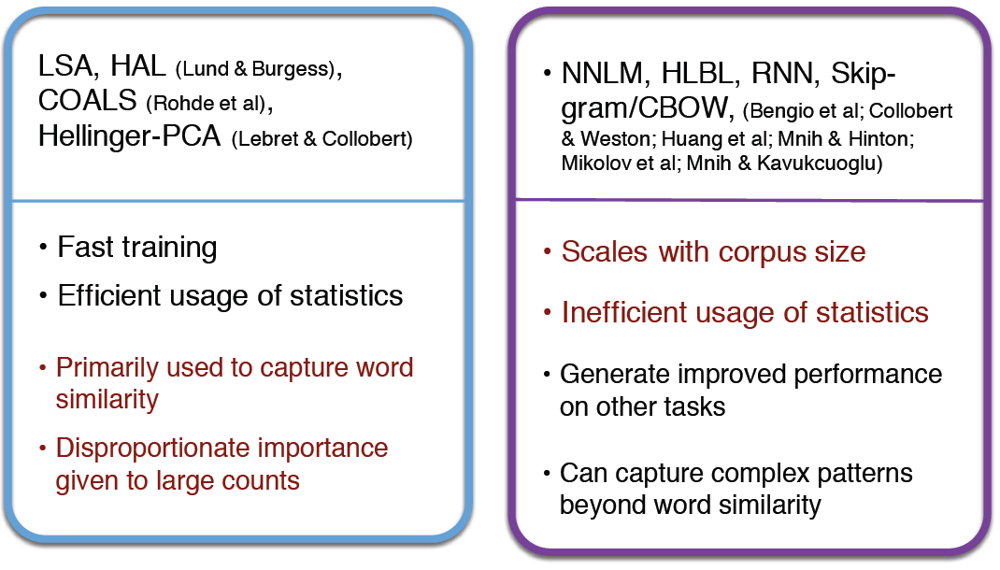 LSA, HAL (Lund & Burgess),
COALS (Rohde et al),
Hellinger-PCA (Lebret & Collobert)
• Fast training
• Efficient usage of statistics
• Primarily used to capture word
similarity
• Disproportionate importance
given to large counts
• NNLM, HLBL, RNN, Skip-
gram/CBOW, (Bengio et al; Collobert
& Weston; Huang et al; Mnih & Hinton;
Mikolov et al; Mnih & Kavukcuoglu)
• Scales with corpus size
• Inefficient usage of statistics
• Generate improved performance
on other tasks
• Can capture complex patterns
beyond word similarity